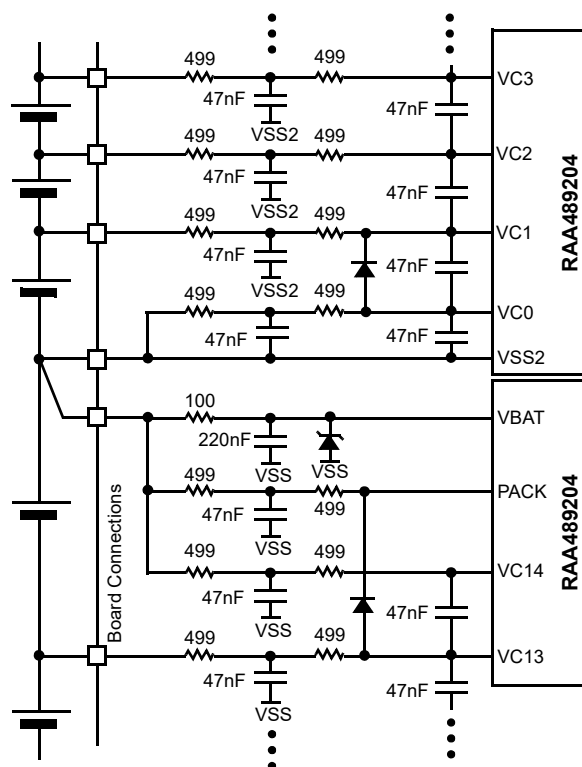 499 499
VC3
47nF 47nF
VSS2
499 499
VC2
47nF 47nF
VSS2
499 499
VC1
47nF 47nF
VSS2
499 499
VC0
47nF 47nF
VSS2
RAA489204
100
VBAT
220nF
VSS VSS
499 499
PACK
47nF
VSS
499 499
VC14
47nF 47nF
VSS
499 499
VC13
47nF 47nF
VSS
RAA489204
Board Connections